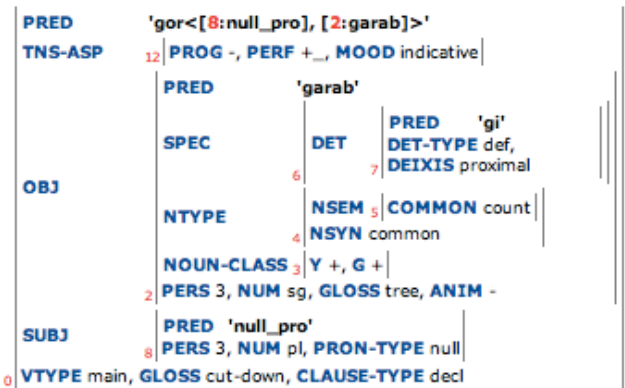 PRED 'gor<[8:null_pro], [2:garab]>'
TNS-ASP 12 PROG -, PERF +_, MOOD indicative
PRED 'garab'
PRED 'gi'
SPEC DET DET-TYPE def,
6 7 DEIXIS proximal
OBJ
NTYPE NSEM 5 COMMON count
4 NSYN common
NOUN-CLASS 3 Y +, G +
2 PERS 3, NUM sg, GLOSS tree, ANIM -
SUBJ PRED 'null_pro'
8 PERS 3, NUM pl, PRON-TYPE null
0 VTYPE main, GLOSS cut-down, CLAUSE-TYPE decl